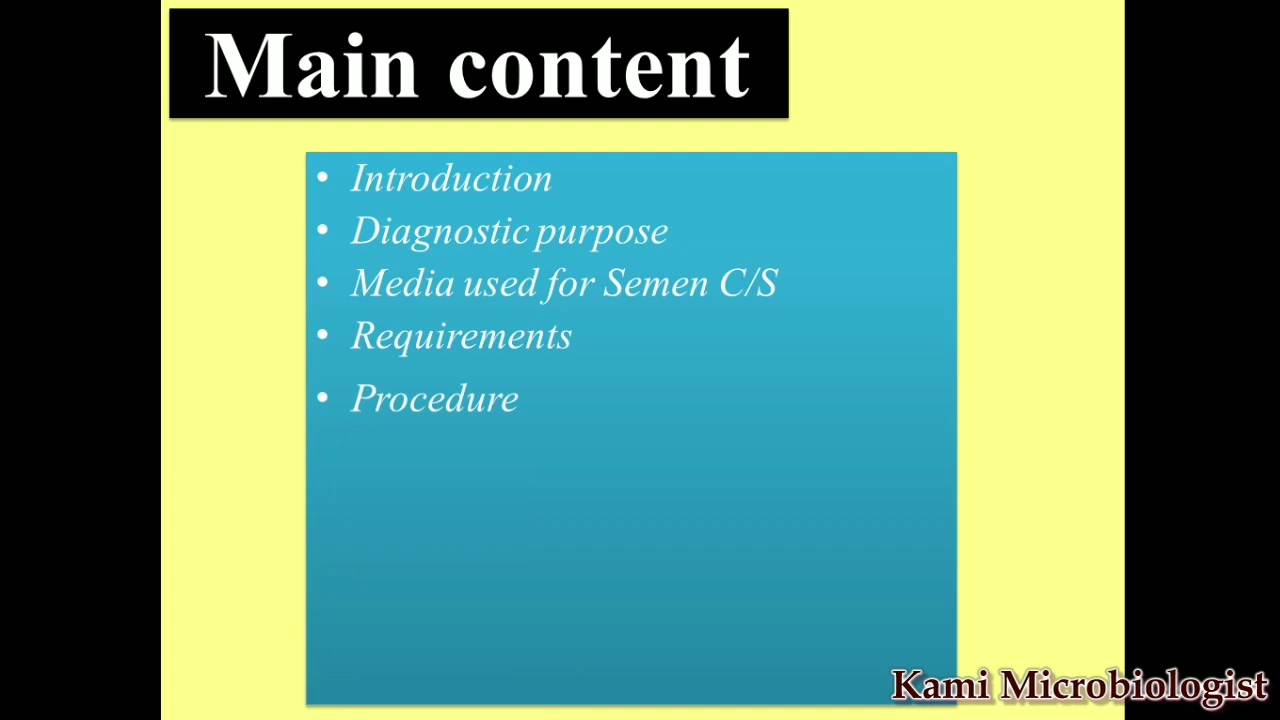 Main content
• Introduction
• Diagnostic purpose
• Media used for Semen C/S
• Requirements
• Procedure
Kami Microbiologist